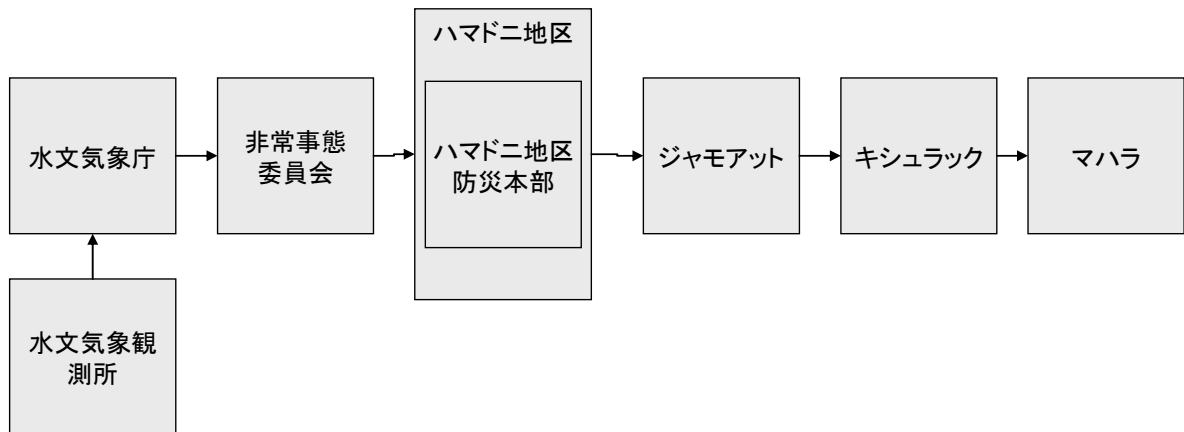 ハマドニ地区
水文気象庁
非常事態
委員会
ハマドニ地区
防災本部
ジャモアット
キシュラック
マハラ
水文気象観
測所